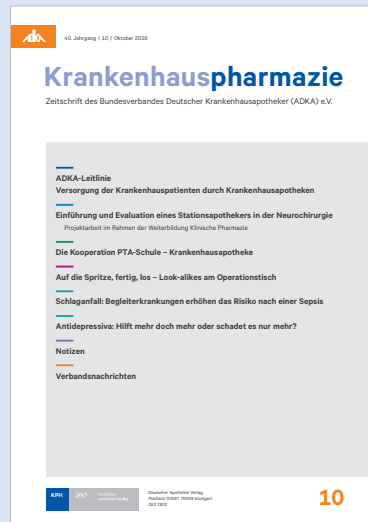 ADKA
40. Jahrgang | 10 | Oktober 2019
Krankenhauspharmazie
Zeitschrift des Bundesverbandes Deutscher Krankenhausapotheker (ADKA) e.V.
ADKA-Leitlinie
Versorgung der Krankenhauspatienten durch Krankenhausapotheken
Einführung und Evaluation eines Stationsapothekers in der Neurochirurgie
Projektarbeit im Rahmen der Weiterbildung Klinische Pharmazie
Die Kooperation PTA-Schule – Krankenhausapotheke
Auf die Spritze, fertig, los – Look-alikes am Operationstisch
Schlaganfall: Begleiterkrankungen erhöhen das Risiko nach einer Sepsis
Antidepressiva: Hilft mehr doch mehr oder schadet es nur mehr?
Notizen
Verbandsnachrichten
KPH
Deutscher
Apotheker Verlag
Deutscher Apotheker Verlag
Postfach 101061 70009 Stuttgart
ZKZ 7802
10